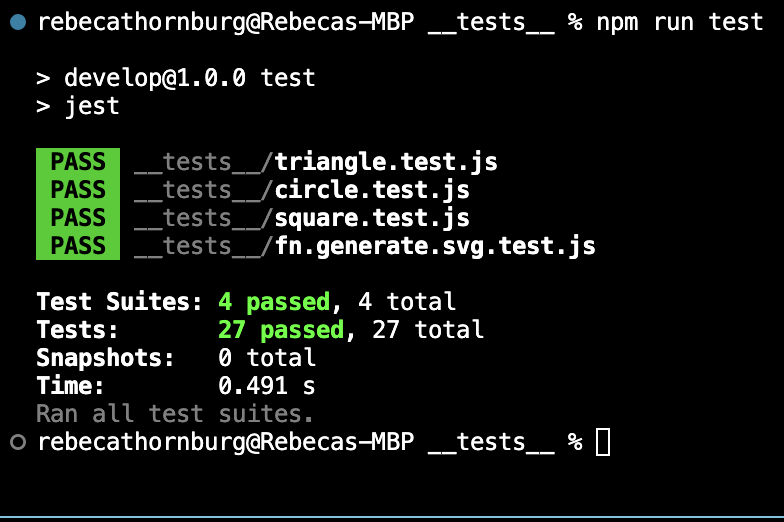 rebecathornburg@Rebecas-MBP __tests__ % npm run test
> develop@1.0.0 test
> jest
PASS __tests__/triangle.test.js
PASS __tests__/circle.test.js
PASS __tests__/square.test.js
PASS __tests__/fn.generate.svg.test.js
Test Suites: 4 passed, 4 total
Tests: 27 passed, 27 total
Snapshots: 0 total
Time: 0.491 s
Ran all test suites.
rebecathornburg@Rebecas-MBP __tests__ %